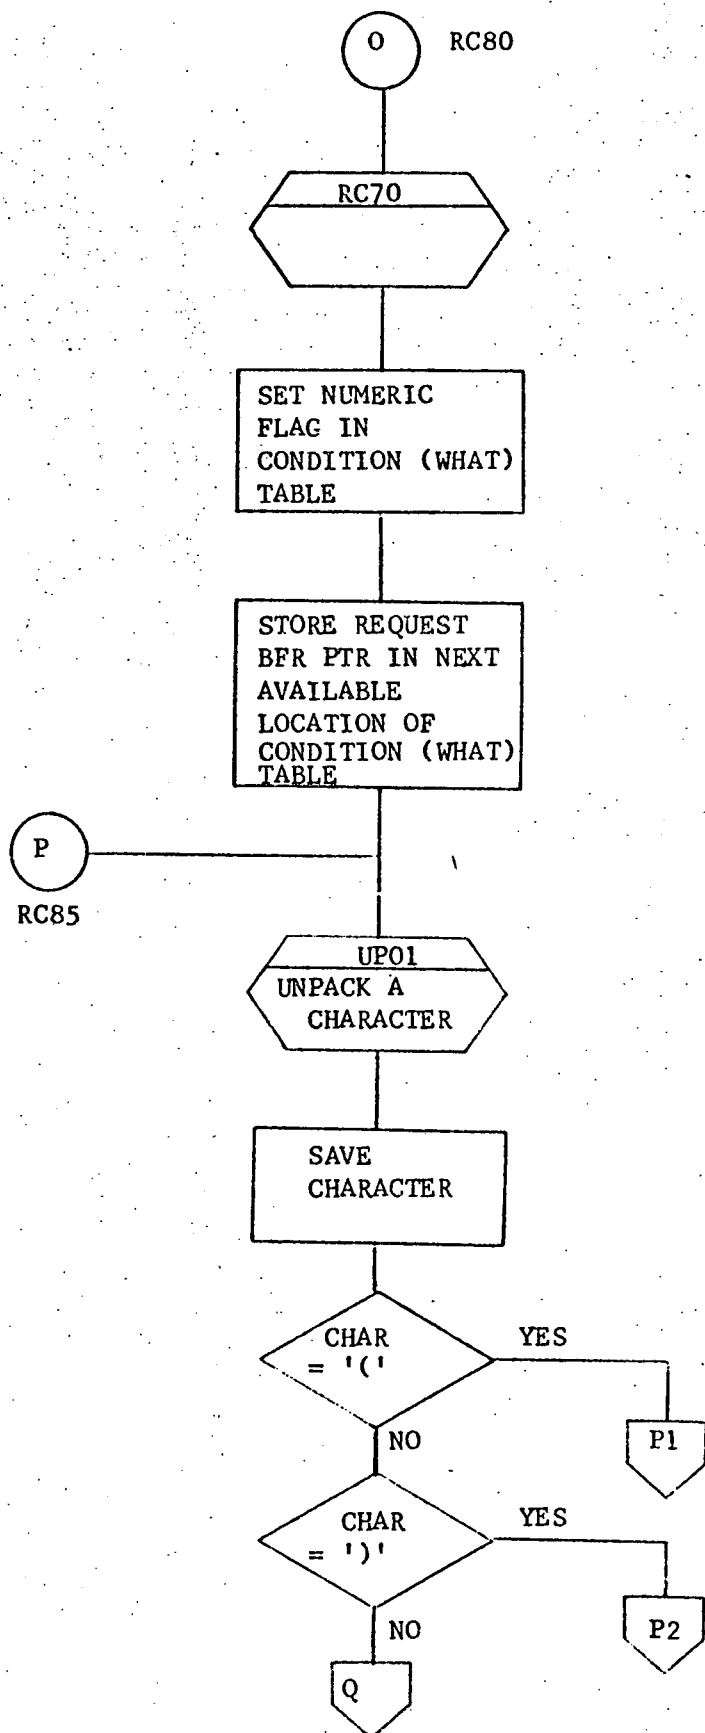 O RC80
RC70
SET NUMERIC
FLAG IN
CONDITION (WHAT)
TABLE
STORE REQUEST
BFR PTR IN NEXT
AVAILABLE
LOCATION OF
CONDITION (WHAT)
TABLE
P
RC85
UP01
UNPACK A
CHARACTER
SAVE
CHARACTER
CHAR
= '('
YES
NO
P1
CHAR
= ')'
YES
NO
P2
Q